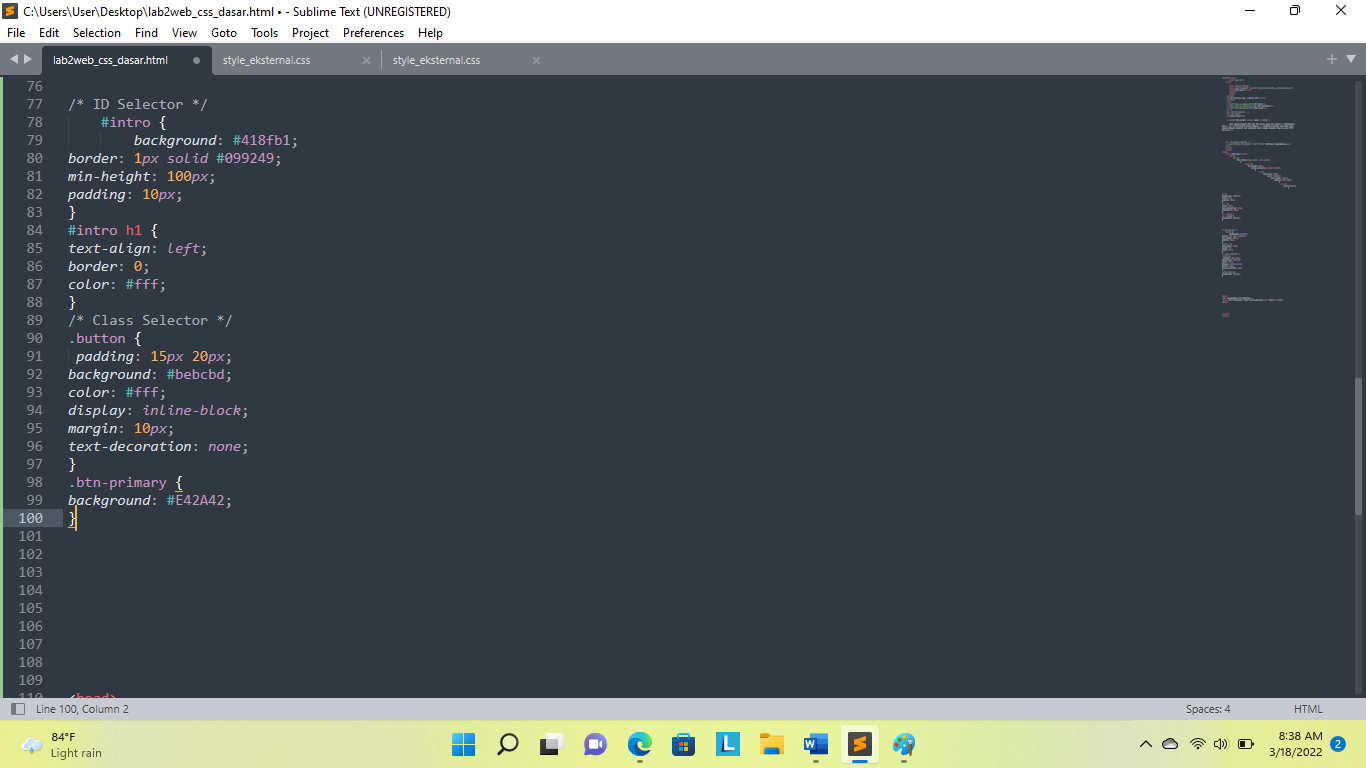 C:\Users\User\Desktop\lab2web_css_dasar.html • - Sublime Text (UNREGISTERED)
File Edit Selection Find View Goto Tools Project Preferences Help
lab2web_css_dasar.html style_eksternal.css style_eksternal.css
76
77 /* ID Selector */
78 #intro {
79 background: #418fb1;
80 border: 1px solid #099249;
81 min-height: 100px;
82 padding: 10px;
83 }
84 #intro h1 {
85 text-align: left;
86 border: 0;
87 color: #fff;
88 }
89 /* Class Selector */
90 .button {
91 padding: 15px 20px;
92 background: #bebcbd;
93 color: #fff;
94 display: inline-block;
95 margin: 10px;
96 text-decoration: none;
97 }
98 .btn-primary {
99 background: #E42A42;
100 }
101
102
103
104
105
106
107
108
109
110 <head>
Line 100, Column 2 Spaces: 4 HTML
84°F
Light rain
8:38 AM
3/18/2022
2